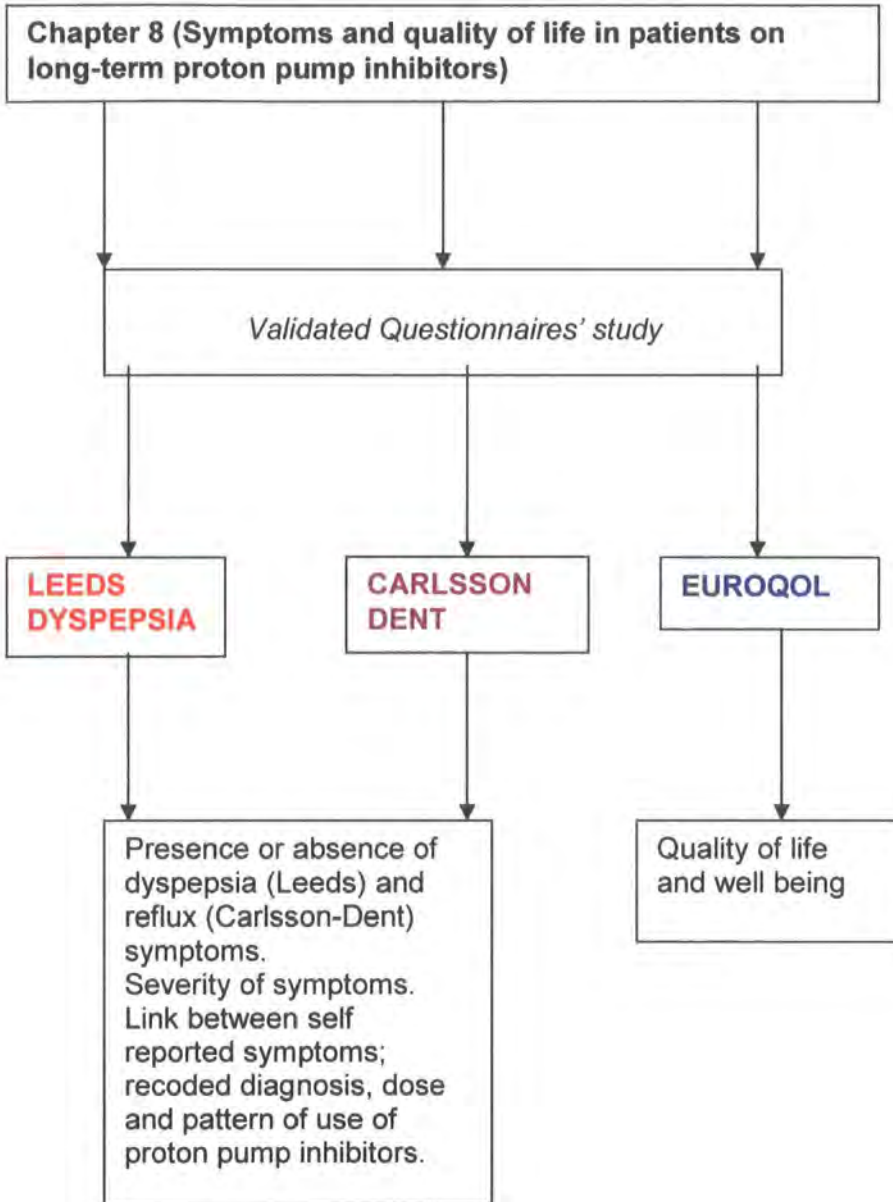 Chapter 8 (Symptoms and quality of life in patients on
long-term proton pump inhibitors)
Validated Questionnaires' study
LEEDS
DYSPEPSIA
CARLSSON
DENT
EUROQOL
Presence or absence of
dyspepsia (Leeds) and
reflux (Carlsson-Dent)
symptoms.
Severity of symptoms.
Link between self
reported symptoms;
recoded diagnosis, dose
and pattern of use of
proton pump inhibitors.
Quality of life
and well being